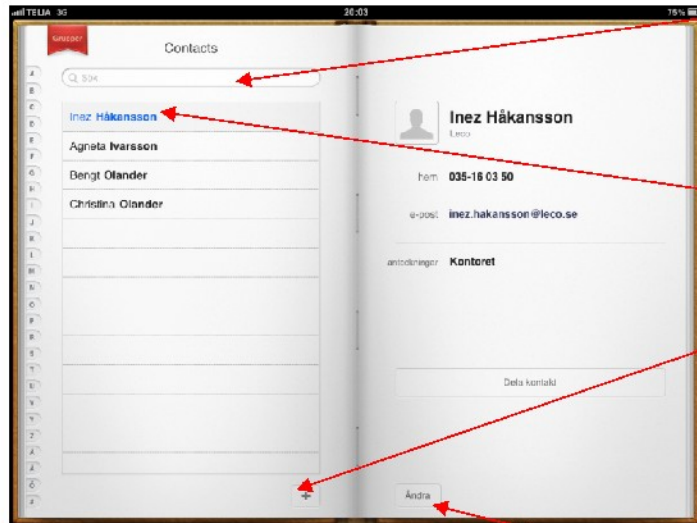 TELIA 3G
20:03
75%
Grupper
Contacts
Sök
A
B
C
D
E
F
G
H
I
J
K
L
M
N
O
P
R
S
T
U
V
Y
Z
Å
Ä
Ö
#
Inez Håkansson
Agneta Ivarsson
Bengt Olander
Christina Olander
+
Inez Håkansson
Leco
hem 035-16 03 50
e-post inez.hakansson@leco.se
anteckningar Kontoret
Dela kontakt
Ändra